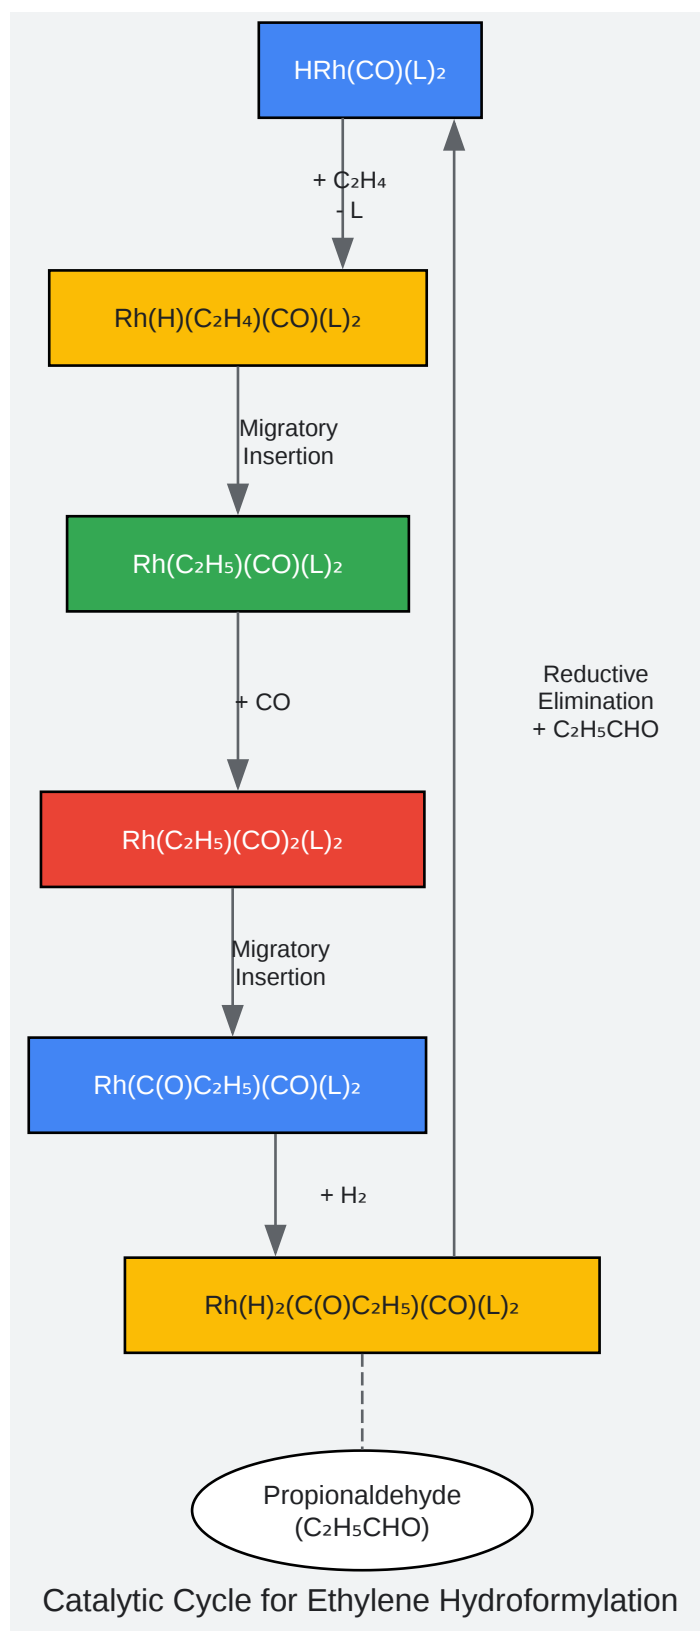 HRh(CO)(L)₂
+ C₂H₄
- L
Rh(H)(C₂H₄)(CO)(L)₂
Migratory
Insertion
Rh(C₂H₅)(CO)(L)₂
+ CO
Reductive
Elimination
+ C₂H₅CHO
Rh(C₂H₅)(CO)₂(L)₂
Migratory
Insertion
Rh(C(O)C₂H₅)(CO)(L)₂
+ H₂
Rh(H)₂(C(O)C₂H₅)(CO)(L)₂
Propionaldehyde
(C₂H₅CHO)
Catalytic Cycle for Ethylene Hydroformylation